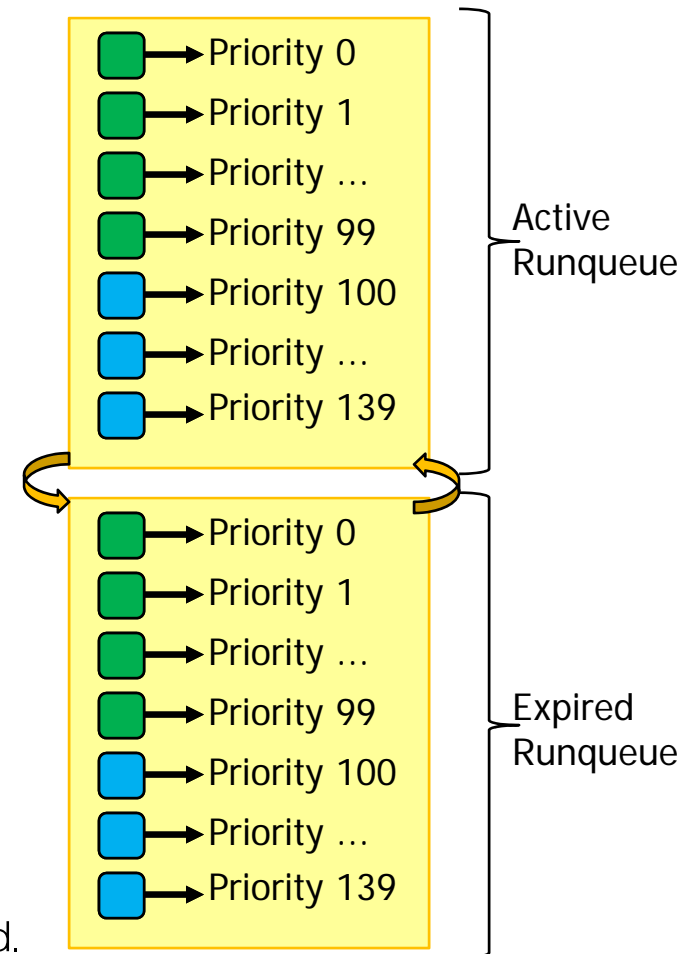 Priority 0
Priority 1
Priority ...
Priority 99
Priority 100
Priority ...
Priority 139
Active
Runqueue
Priority 0
Priority 1
Priority ...
Priority 99
Priority 100
Priority ...
Priority 139
Expired
Runqueue
d.